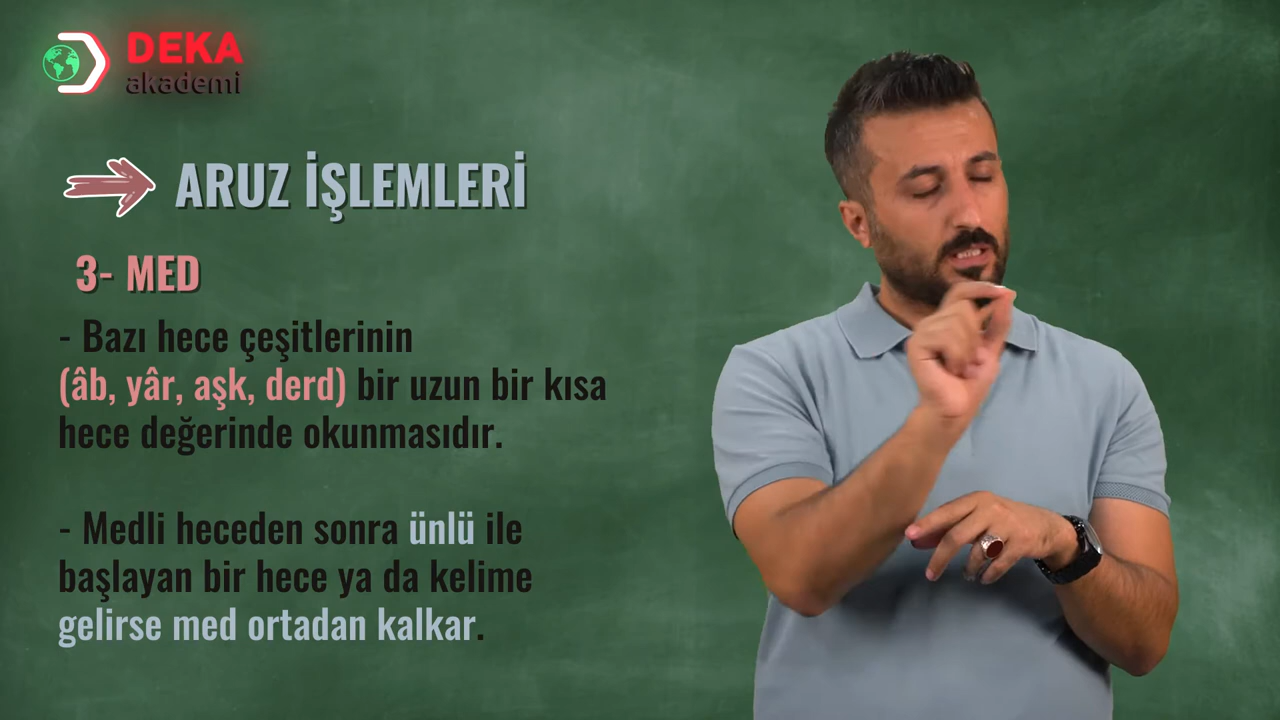 DEKA
akademi
ARUZ İŞLEMLERİ
3- MED
- Bazı hece çeşitlerinin
(âb, yâr, aşk, derd) bir uzun bir kısa
hece değerinde okunmasıdır.
- Medli heceden sonra ünlü ile
başlayan bir hece ya da kelime
gelirse med ortadan kalkar.